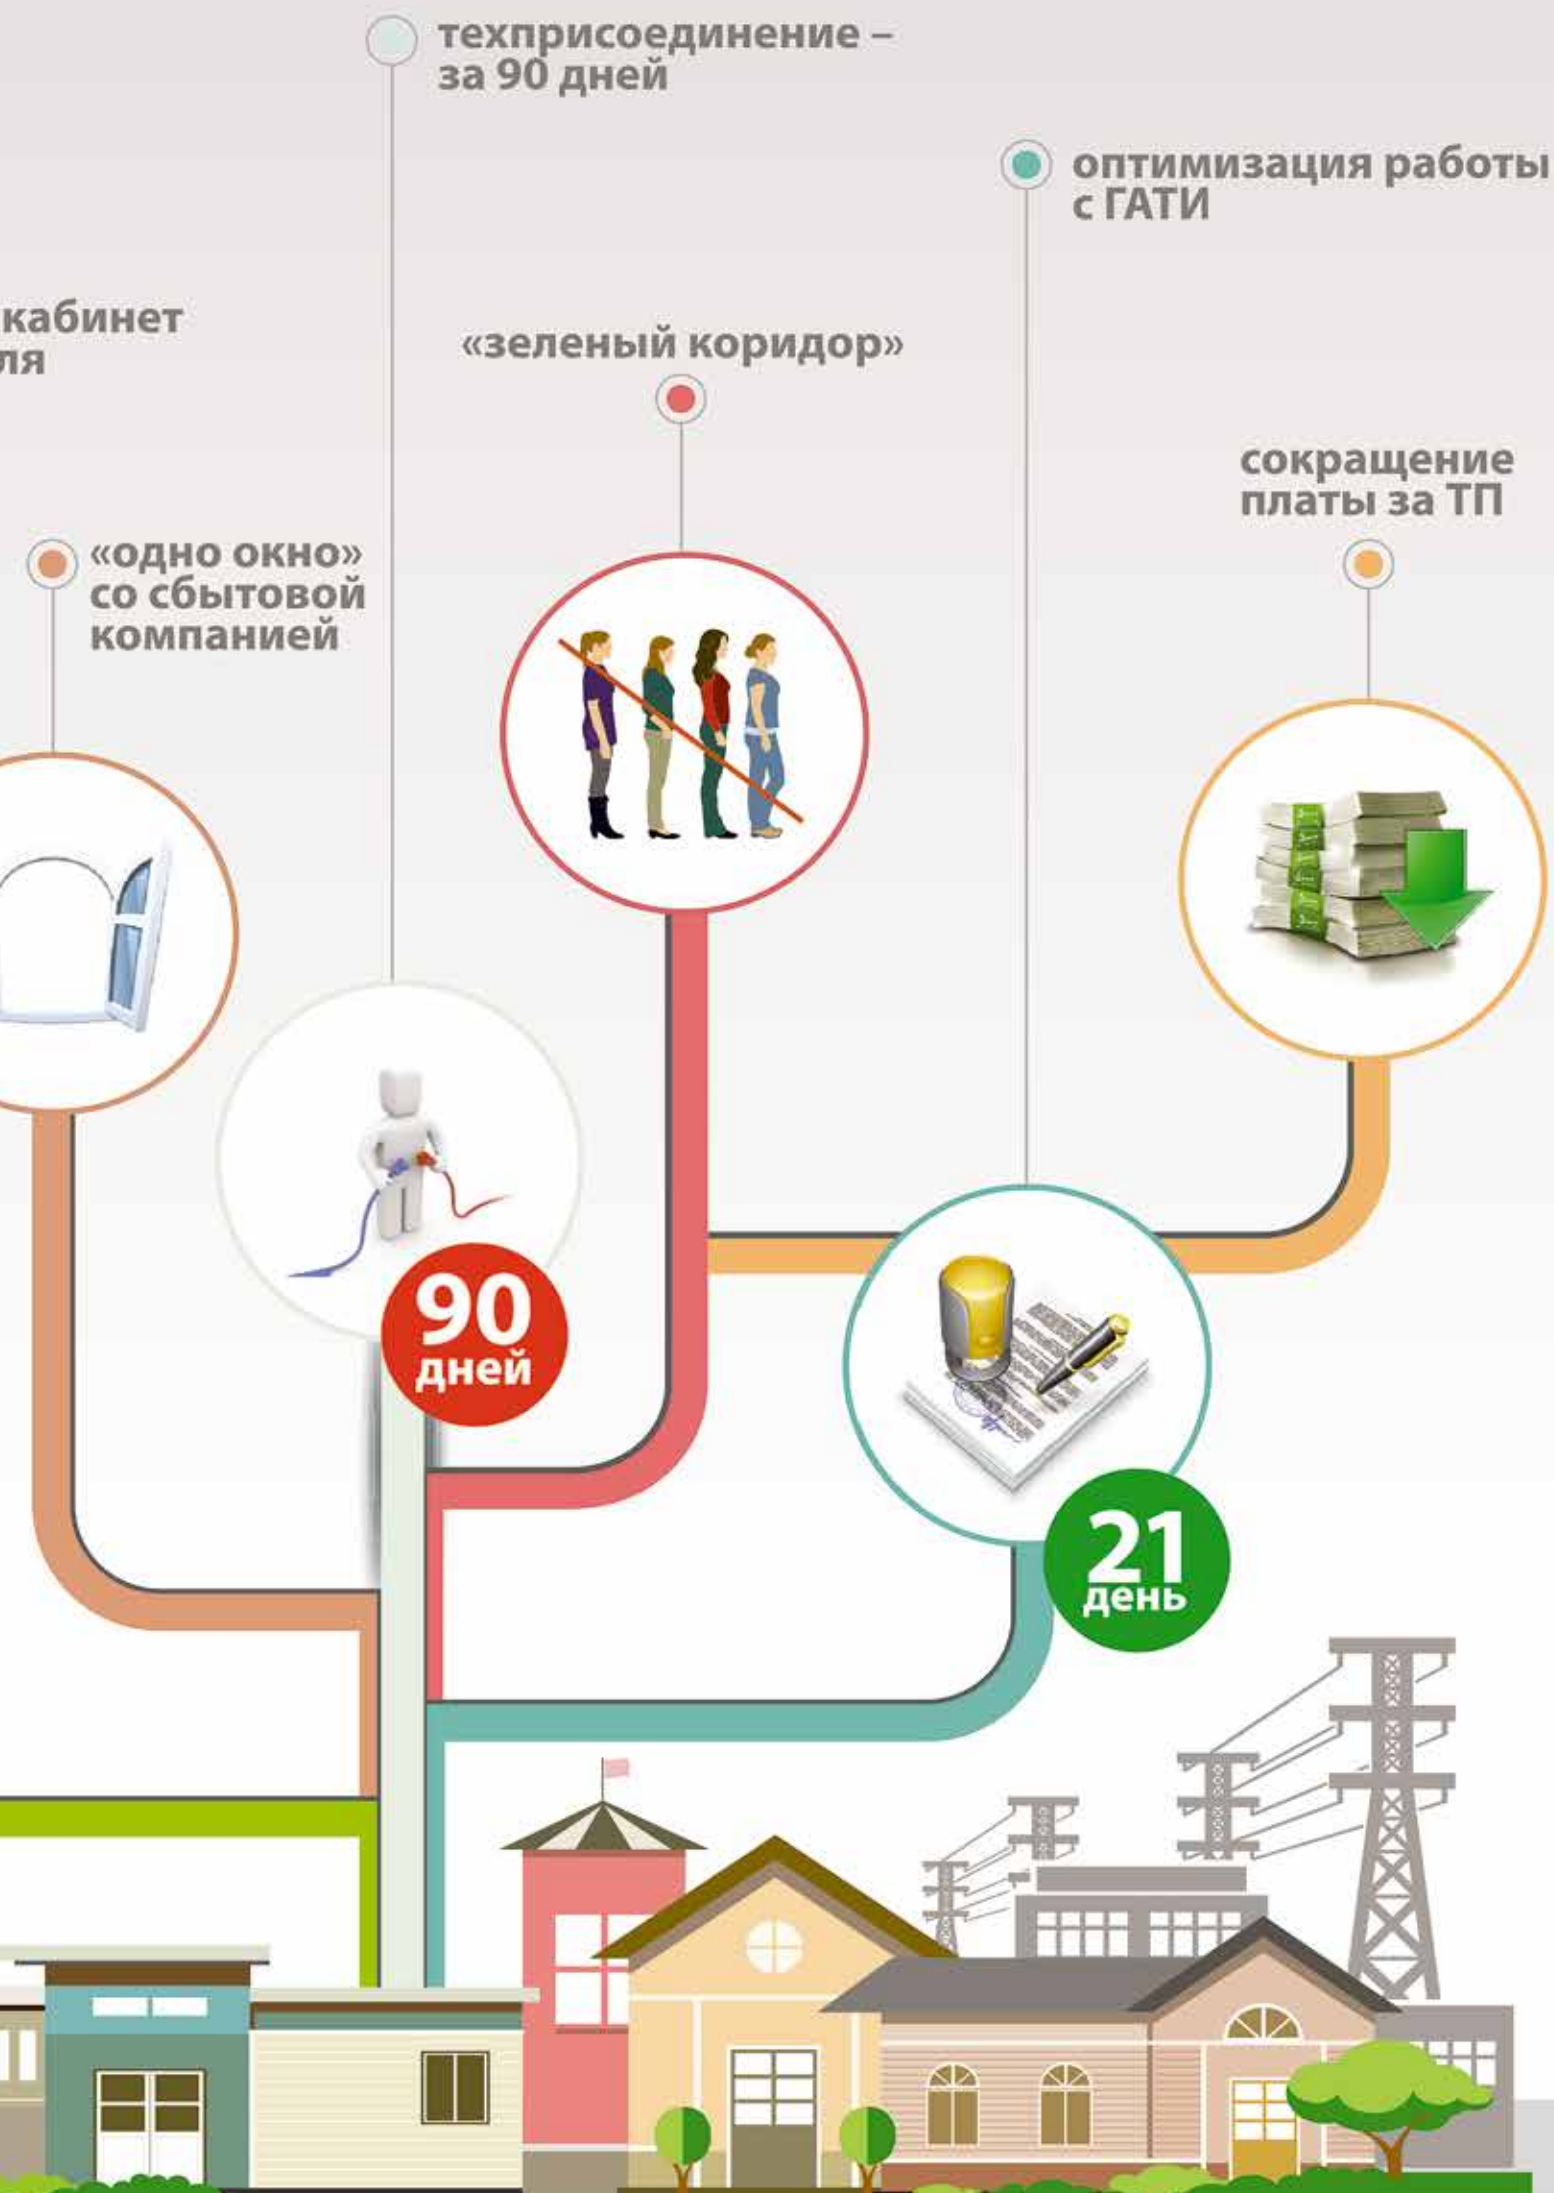 техприсоединение –
за 90 дней
оптимизация работы
с ГАТИ
кабинет
ля
«зеленый коридор»
сокращение
платы за ТП
«одно окно»
со сбытовой
компанией
90
дней
21
день